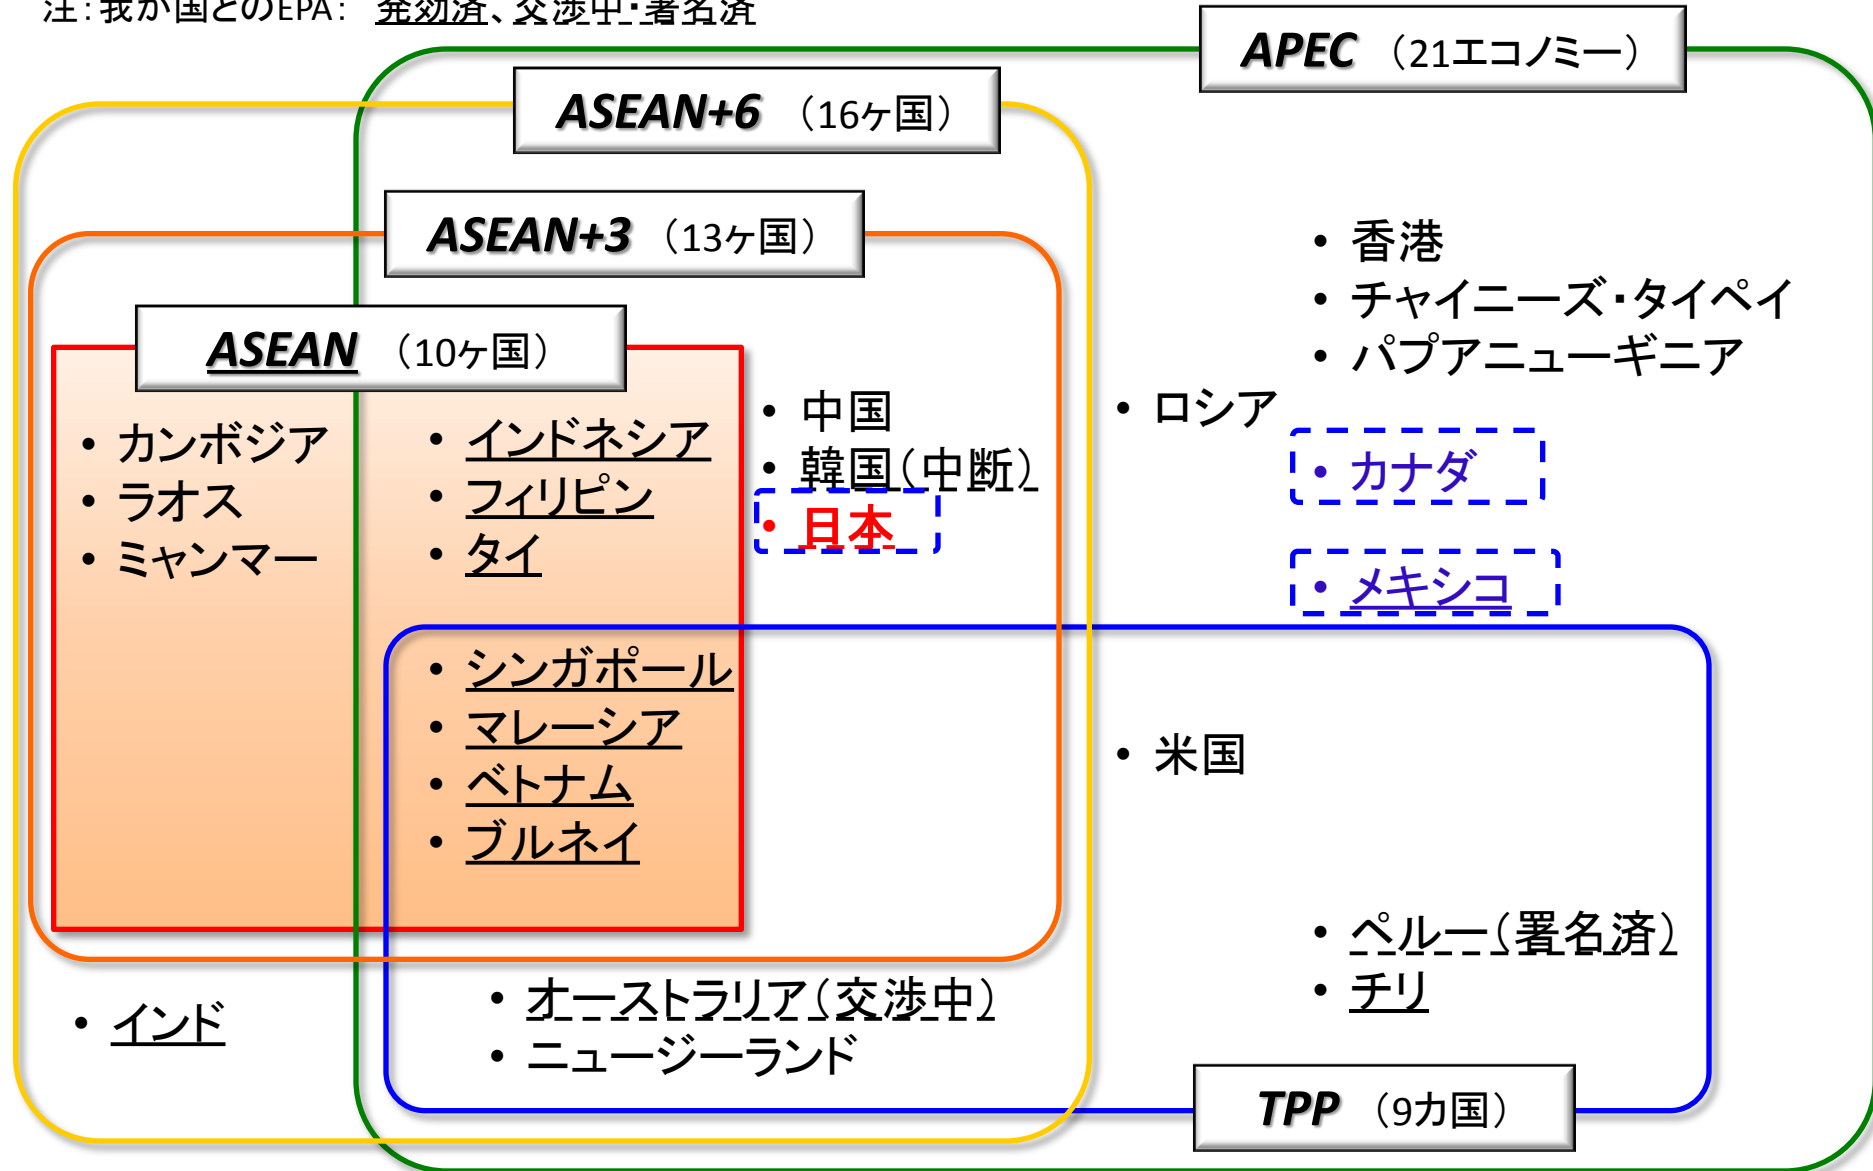 注：我が国とのEPA： 発効済、交渉中・署名済
APEC （21エコノミー）
ASEAN+6 （16ヶ国）
ASEAN+3 （13ヶ国）
ASEAN （10ヶ国）
• カンボジア
• ラオス
• ミャンマー
• インドネシア
• フィリピン
• タイ
• シンガポール
• マレーシア
• ベトナム
• ブルネイ
• 中国
• 韓国（中断）
• 日本
• ロシア
• 香港
• チャイニーズ・タイペイ
• パプアニューギニア
• カナダ
• メキシコ
• 米国
• ペルー（署名済）
• チリ
• インド
• オーストラリア（交渉中）
• ニュージーランド
TPP （9カ国）